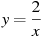 y = 2/x